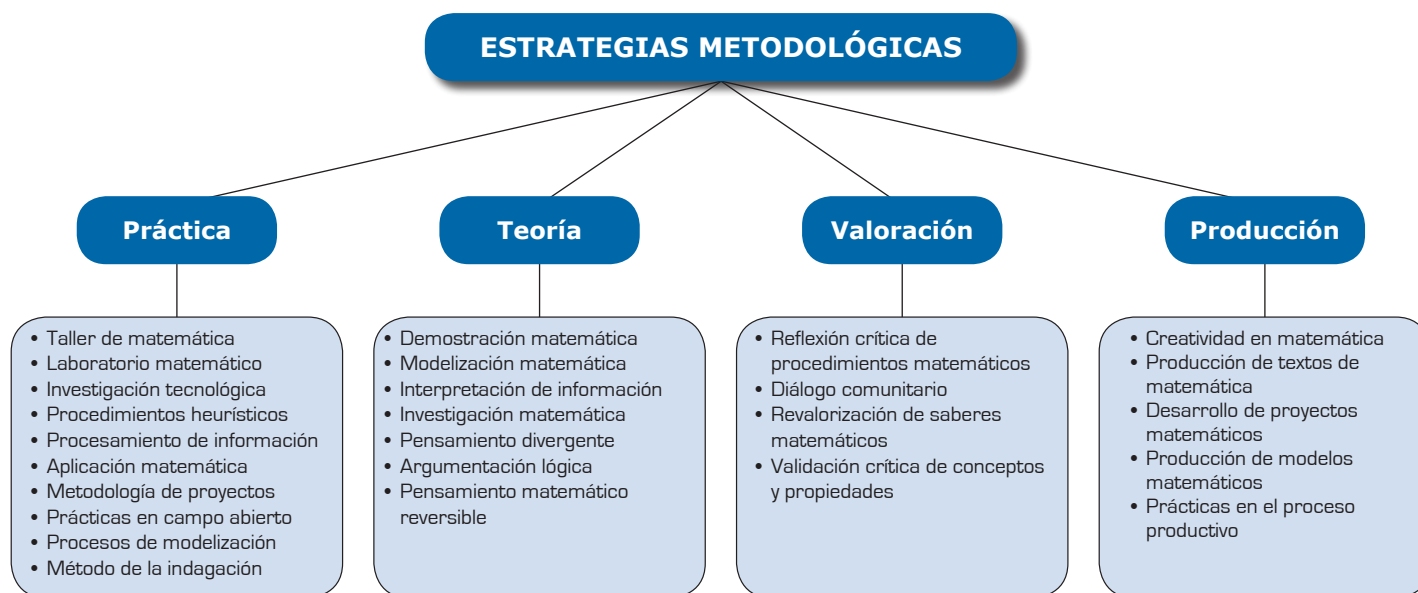 ESTRATEGIAS METODOLÓGICAS
Práctica
• Taller de matemática
• Laboratorio matemático
• Investigación tecnológica
• Procedimientos heurísticos
• Procesamiento de información
• Aplicación matemática
• Metodología de proyectos
• Prácticas en campo abierto
• Procesos de modelización
• Método de la indagación
Teoría
• Demostración matemática
• Modelización matemática
• Interpretación de información
• Investigación matemática
• Pensamiento divergente
• Argumentación lógica
• Pensamiento matemático
reversible
Valoración
• Reflexión crítica de
procedimientos matemáticos
• Diálogo comunitario
• Revalorización de saberes
matemáticos
• Validación crítica de conceptos
y propiedades
Producción
• Creatividad en matemática
• Producción de textos de
matemática
• Desarrollo de proyectos
matemáticos
• Producción de modelos
matemáticos
• Prácticas en el proceso
productivo